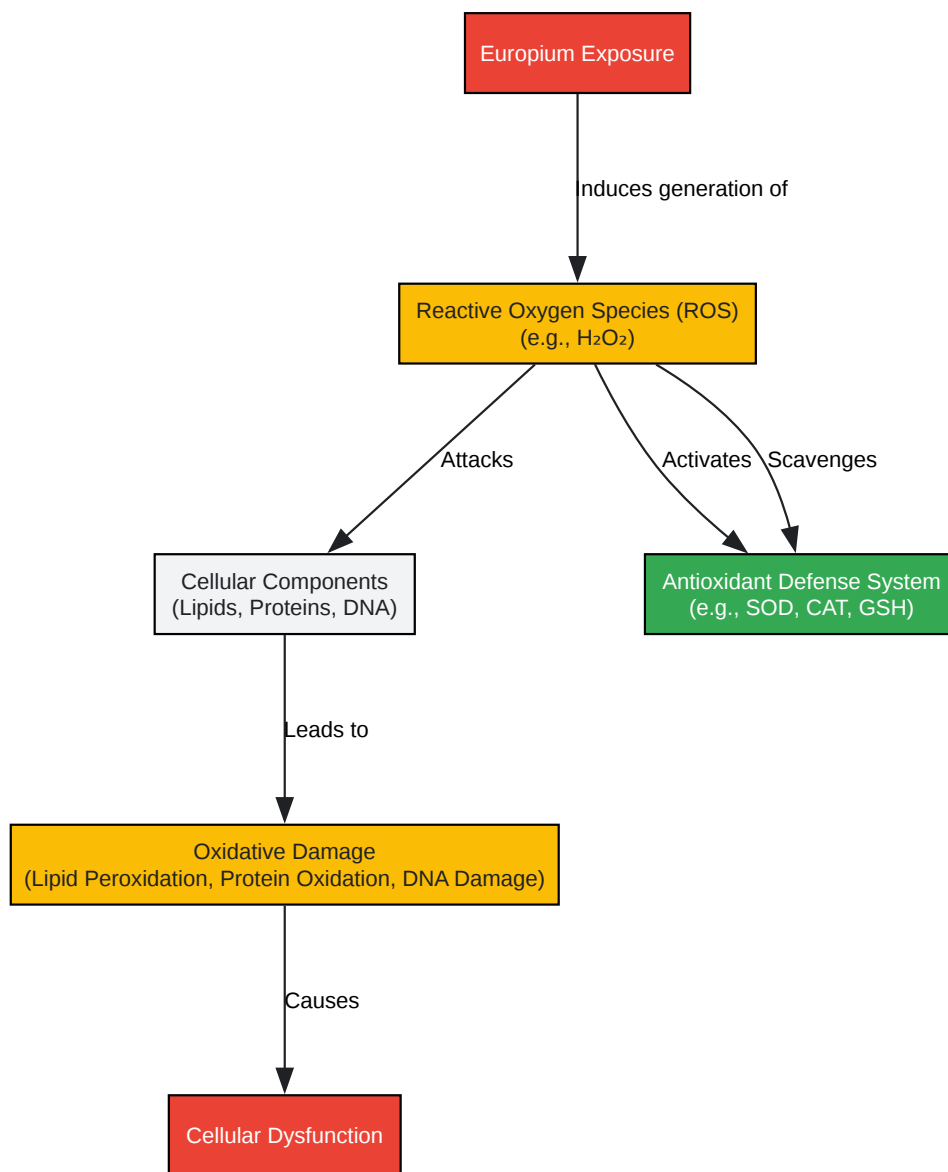 Europium Exposure
Induces generation of
Reactive Oxygen Species (ROS)
(e.g., H₂O₂)
Attacks
Activates
Scavenges
Cellular Components
(Lipids, Proteins, DNA)
Antioxidant Defense System
(e.g., SOD, CAT, GSH)
Leads to
Oxidative Damage
(Lipid Peroxidation, Protein Oxidation, DNA Damage)
Causes
Cellular Dysfunction